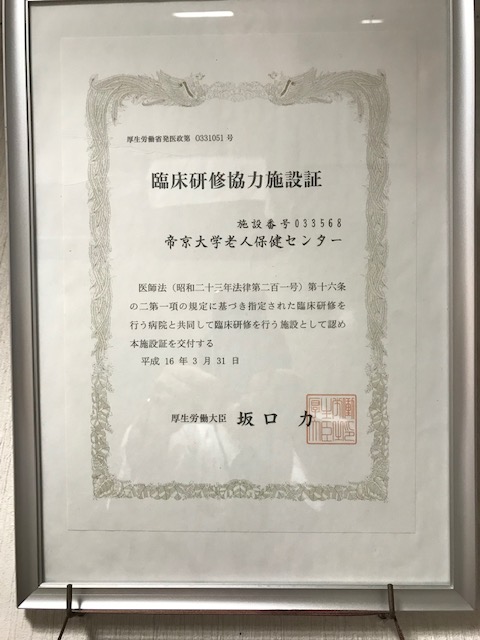 厚生労働省発医政第 0331051 号
臨床研修協力施設証
施設番号033568
帝京大学老人保健センター
医師法（昭和二十三年法律第二百一号）第十六条
の二第一項の規定に基づき指定された臨床研修を
行う病院と共同して臨床研修を行う施設として認め
本施設証を交付する
平成 16 年 3 月 31 日
厚生労働大臣 坂口 力